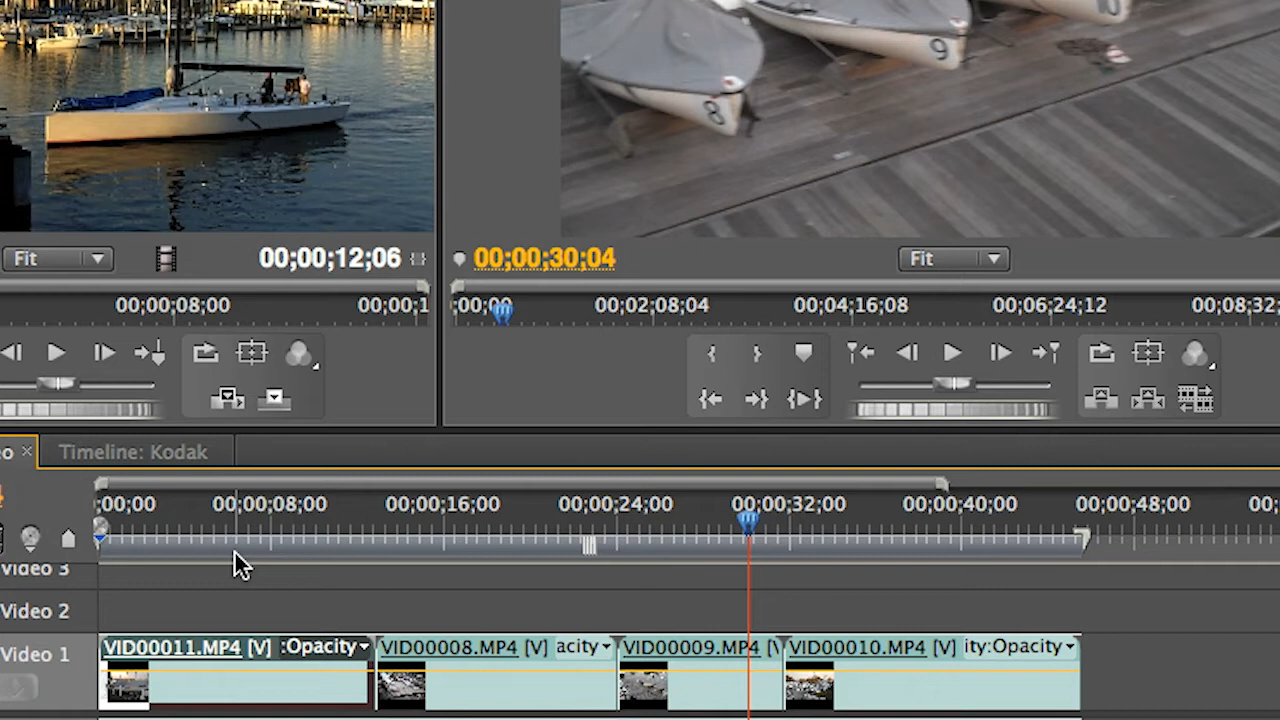 9
8
Fit
00;00;12;06
00;00;30;04
Fit
00;00;08;00
00;00;1
;00;00
00;02;08;04
00;04;16;08
00;06;24;12
00;08;32;
eo
Timeline: Kodak
;00;00
00;00;08;00
00;00;16;00
00;00;24;00
00;00;32;00
00;00;40;00
00;00;48;00
00;
Video 3
Video 2
Video 1
VID00011.MP4 [V] :Opacity
VID00008.MP4 [V] acity
VID00009.MP4 [V
VID00010.MP4 [V] ity:Opacity